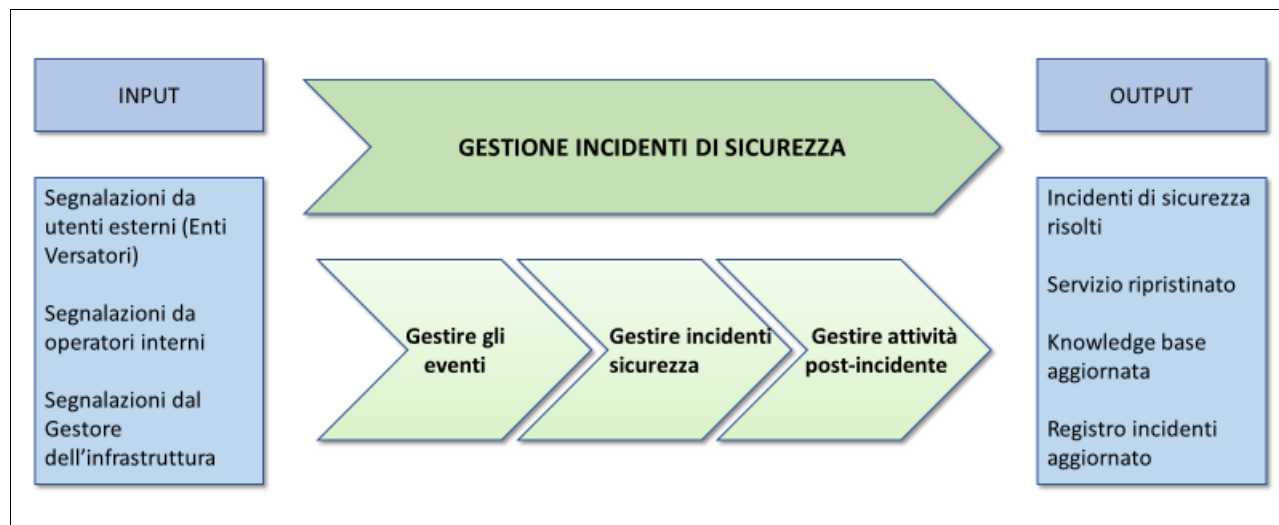 INPUT
GESTIONE INCIDENTI DI SICUREZZA
OUTPUT
Segnalazioni da
utenti esterni (Enti
Versatori)
Segnalazioni da
operatori interni
Segnalazioni dal
Gestore
dell'infrastruttura
Gestire gli
eventi
Gestire incidenti
sicurezza
Gestire attività
post-incidente
Incidenti di sicurezza
risolti
Servizio ripristinato
Knowledge base
aggiornata
Registro incidenti
aggiornato